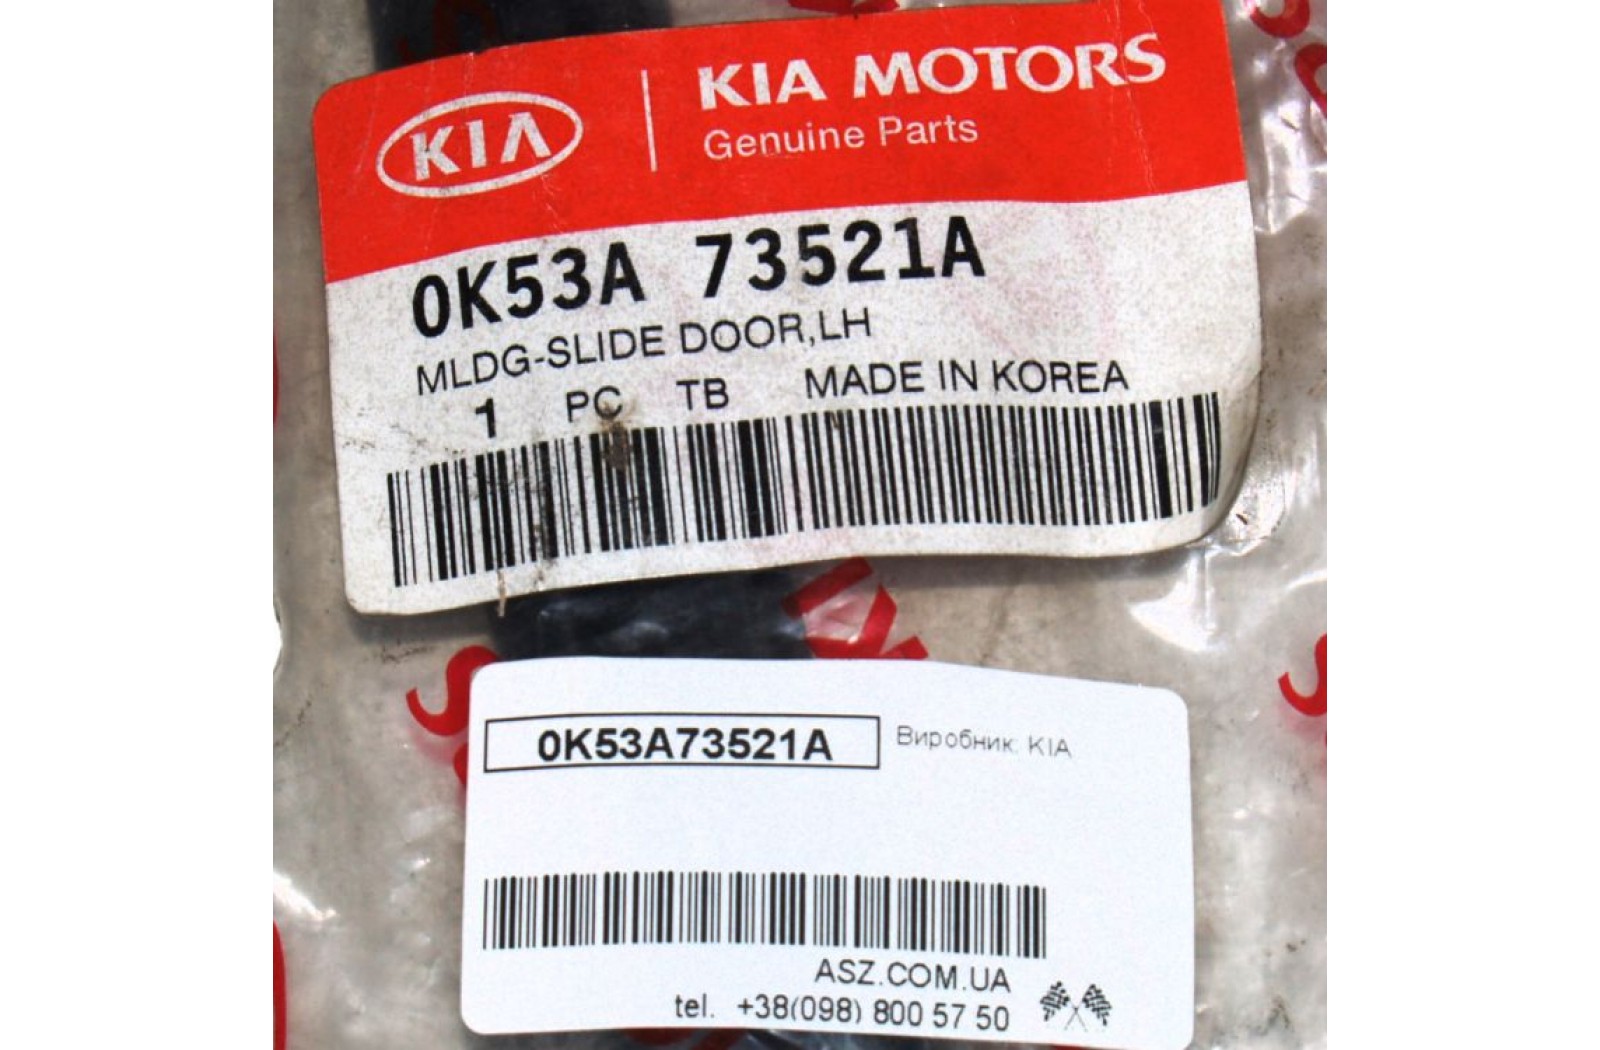 KIA
KIA MOTORS
Genuine Parts
0K53A 73521A
MLDG-SLIDE DOOR,LH
1 PC TB MADE IN KOREA
0K53A73521A
Виробник: KIA
ASZ.COM.UA
tel. +38(098) 800 57 50